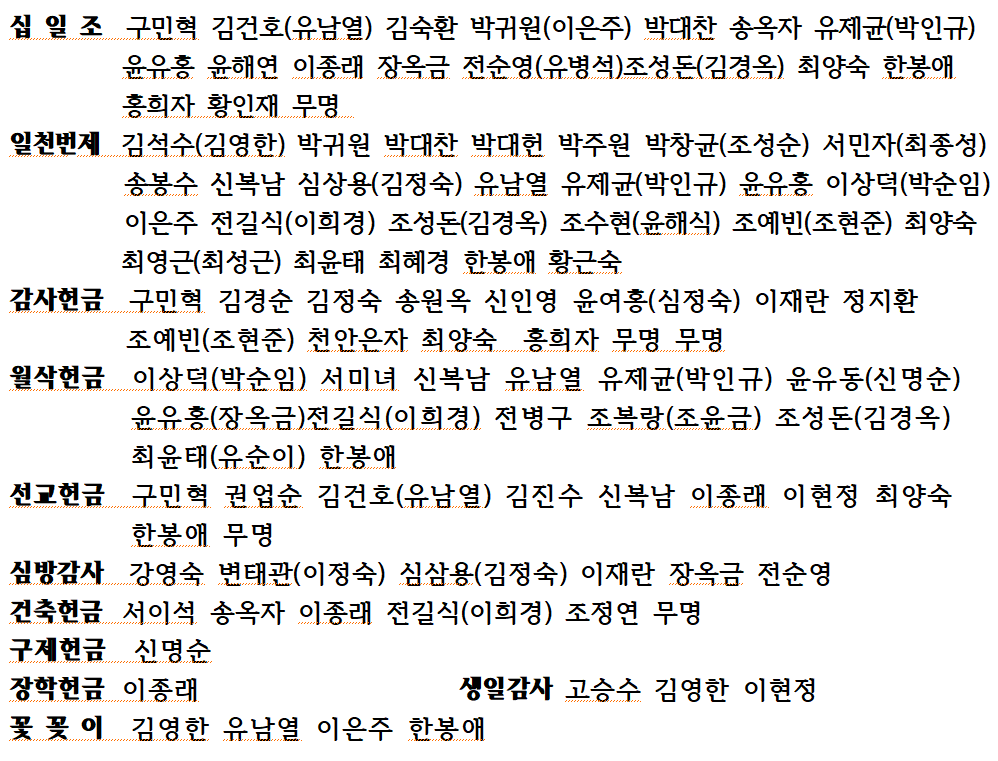 십 일 조 구민혁 김건호(유남열) 김숙환 박귀원(이은주) 박대찬 송옥자 유제균(박인규)
윤유홍 윤해연 이종래 장옥금 전순영(유병석)조성돈(김경옥) 최양숙 한봉애
홍희자 황인재 무명
일천번제 김석수(김영한) 박귀원 박대찬 박대헌 박주원 박창균(조성순) 서민자(최종성)
송봉수 신복남 심상용(김정숙) 유남열 유제균(박인규) 윤유홍 이상덕(박순임)
이은주 전길식(이희경) 조성돈(김경옥) 조수현(윤해식) 조예빈(조현준) 최양숙
최영근(최성근) 최윤태 최혜경 한봉애 황근숙
감사헌금 구민혁 김경순 김정숙 송원옥 신인영 윤여홍(심정숙) 이재란 정지환
조예빈(조현준) 천안은자 최양숙 홍희자 무명 무명
월삭헌금 이상덕(박순임) 서미녀 신복남 유남열 유제균(박인규) 윤유동(신명순)
윤유홍(장옥금)전길식(이희경) 전병구 조복랑(조윤금) 조성돈(김경옥)
최윤태(유순이) 한봉애
선교헌금 구민혁 권업순 김건호(유남열) 김진수 신복남 이종래 이현정 최양숙
한봉애 무명
심방감사 강영숙 변태관(이정숙) 심삼용(김정숙) 이재란 장옥금 전순영
건축헌금 서이석 송옥자 이종래 전길식(이희경) 조정연 무명
구제헌금 신명순
장학헌금 이종래 생일감사 고승수 김영한 이현정
꽃 꽂 이 김영한 유남열 이은주 한봉애